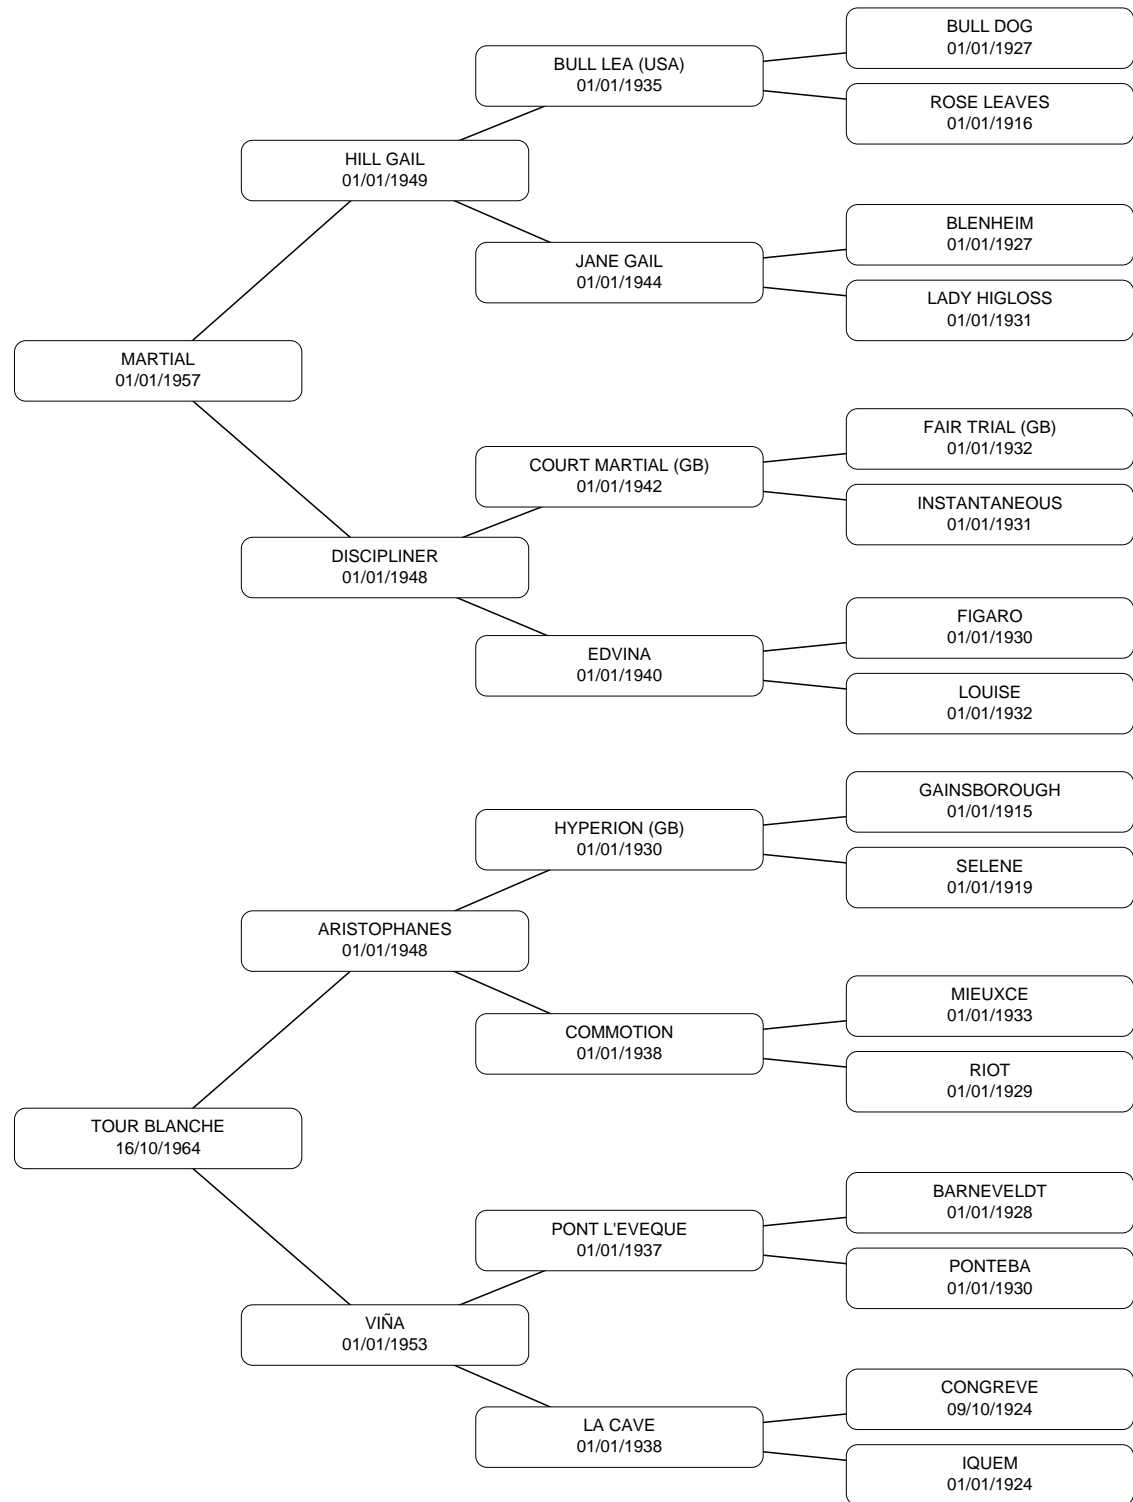 BULL DOG
01/01/1927
BULL LEA (USA)
01/01/1935
ROSE LEAVES
01/01/1916
HILL GAIL
01/01/1949
BLENHEIM
01/01/1927
JANE GAIL
01/01/1944
LADY HIGLOSS
01/01/1931
MARTIAL
01/01/1957
FAIR TRIAL (GB)
01/01/1932
COURT MARTIAL (GB)
01/01/1942
INSTANTANEOUS
01/01/1931
DISCIPLINER
01/01/1948
FIGARO
01/01/1930
EDVINA
01/01/1940
LOUISE
01/01/1932
GAINSBOROUGH
01/01/1915
HYPERION (GB)
01/01/1930
SELENE
01/01/1919
ARISTOPHANES
01/01/1948
MIEUXCE
01/01/1933
COMMOTION
01/01/1938
RIOT
01/01/1929
TOUR BLANCHE
16/10/1964
BARNEVELDT
01/01/1928
PONT L'EVEQUE
01/01/1937
PONTEBA
01/01/1930
VIÑA
01/01/1953
CONGREVE
09/10/1924
LA CAVE
01/01/1938
IQUEM
01/01/1924